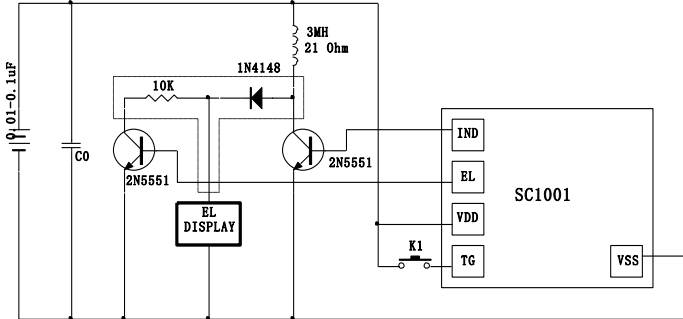 3MH
21 Ohm
1N4148
10K
0.01-0.1uF
C0
2N5551
2N5551
EL
DISPLAY
K1
IND
EL
VDD
TG
SC1001
VSS